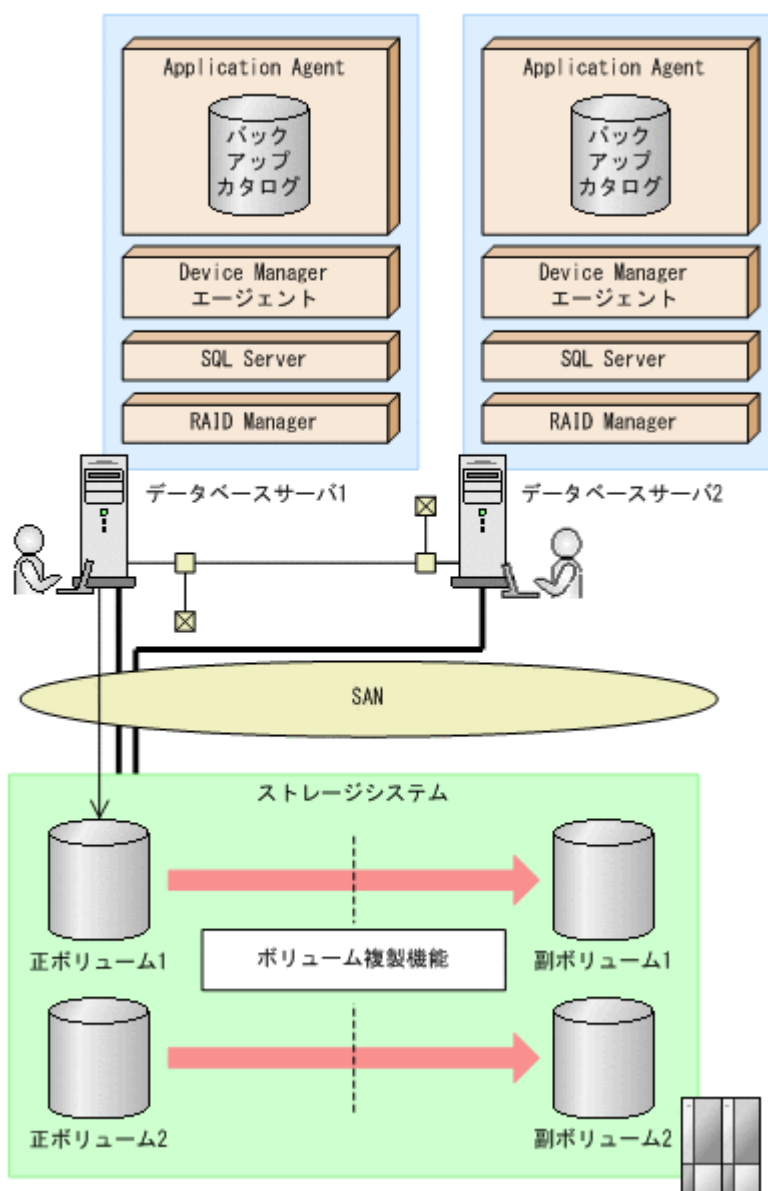 Application Agent
バック
アップ
カタログ
Device Manager
エージェント
SQL Server
RAID Manager
データベースサーバ1
Application Agent
バック
アップ
カタログ
Device Manager
エージェント
SQL Server
RAID Manager
データベースサーバ2
SAN
ストレージシステム
正ボリューム1
ボリューム複製機能
副ボリューム1
正ボリューム2
副ボリューム2